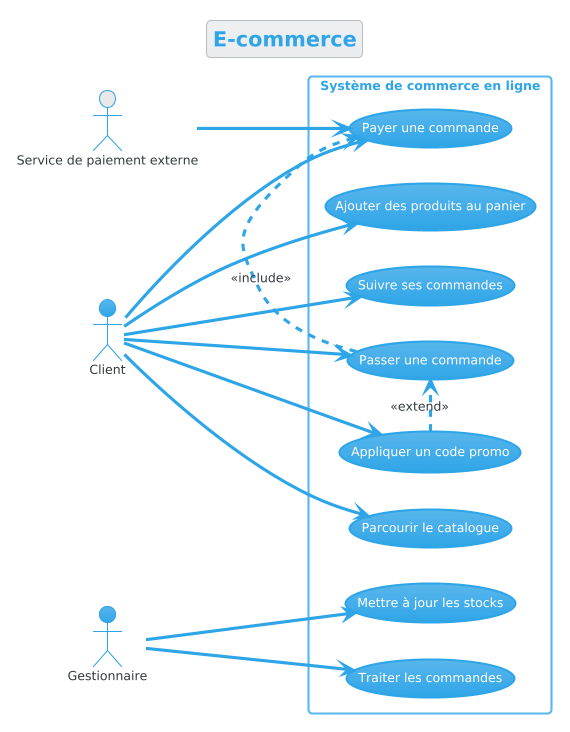 E-commerce
Système de commerce en ligne
Service de paiement externe
Payer une commande
Ajouter des produits au panier
«include»
Suivre ses commandes
Client
Passer une commande
«extend»
Appliquer un code promo
Parcourir le catalogue
Mettre à jour les stocks
Gestionnaire
Traiter les commandes